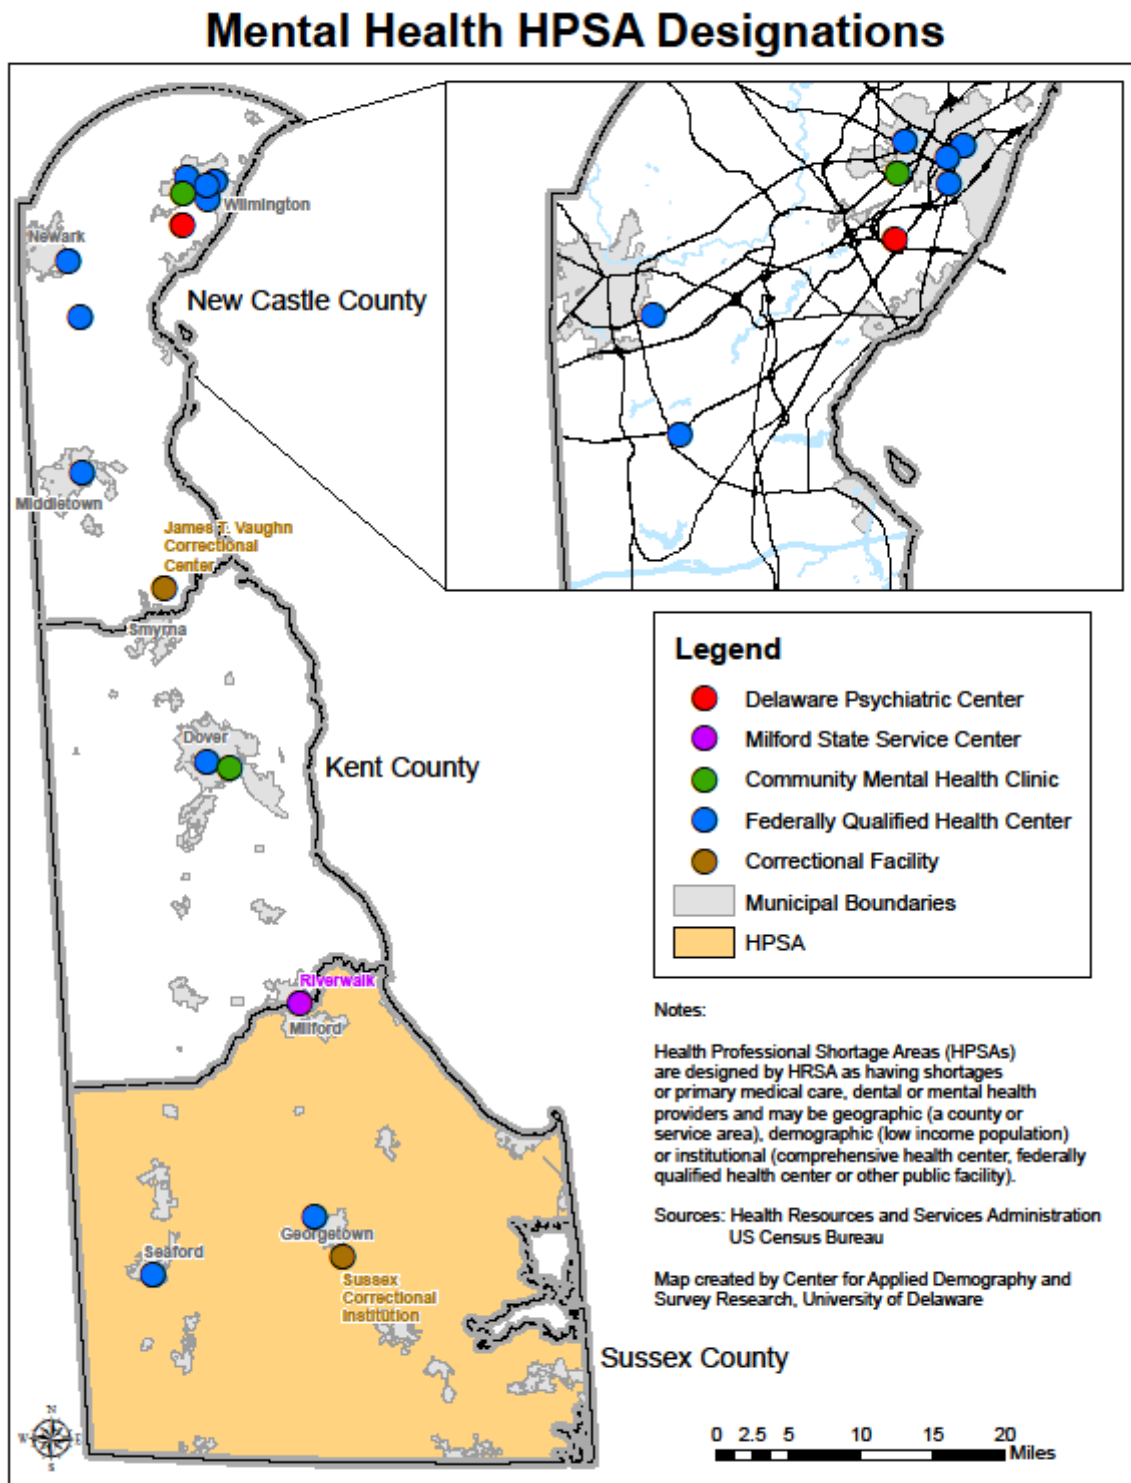 Mental Health HPSA Designations
Wilmington
Newark
New Castle County
Middletown
James T. Vaughn
Correctional
Center
Smyrna
Dover
Kent County
Riverwalk
Milford
Georgetown
Seaford
Sussex
Correctional
Institution
Sussex County
Legend
Delaware Psychiatric Center
Milford State Service Center
Community Mental Health Clinic
Federally Qualified Health Center
Correctional Facility
Municipal Boundaries
HPSA
Notes:
Health Professional Shortage Areas (HPSAs)
are designed by HRSA as having shortages
or primary medical care, dental or mental health
providers and may be geographic (a county or
service area), demographic (low income population)
or institutional (comprehensive health center, federally
qualified health center or other public facility).
Sources: Health Resources and Services Administration
US Census Bureau
Map created by Center for Applied Demography and
Survey Research, University of Delaware
N
W E
S
0 2.5 5 10 15 20
Miles